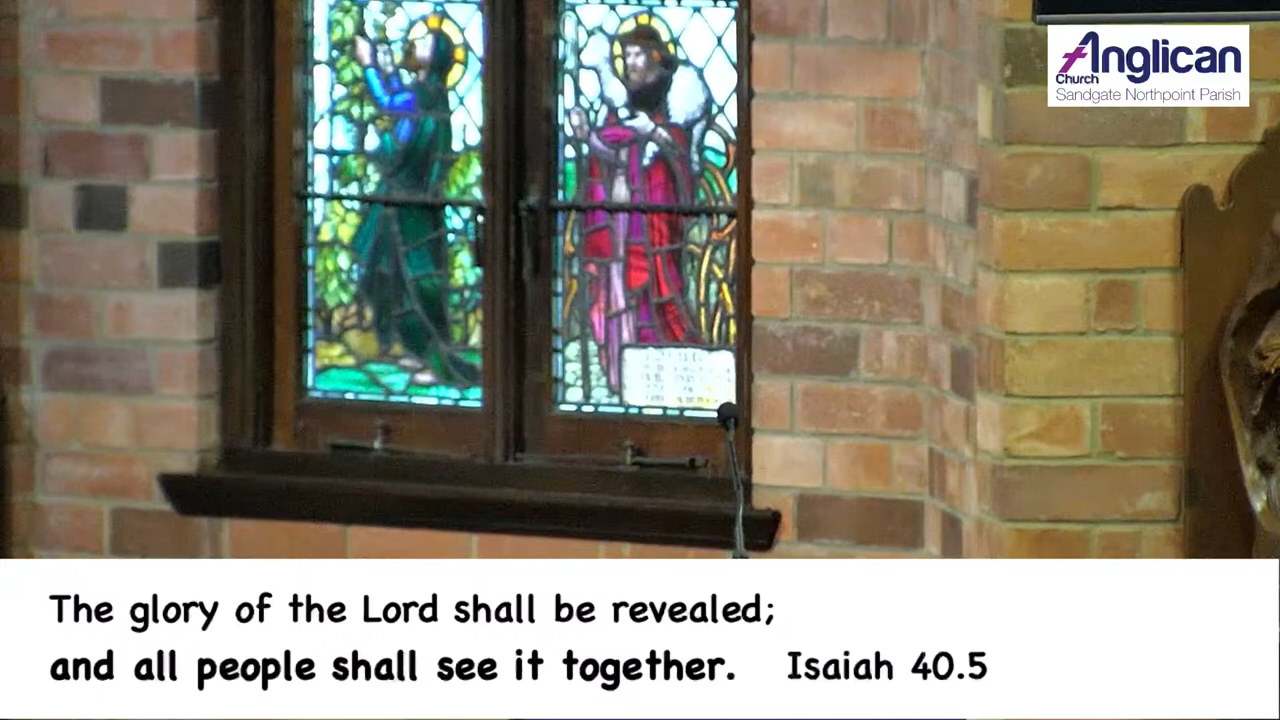 Anglican
Church
Sandgate Northpoint Parish
The glory of the Lord shall be revealed;
and all people shall see it together. Isaiah 40.5